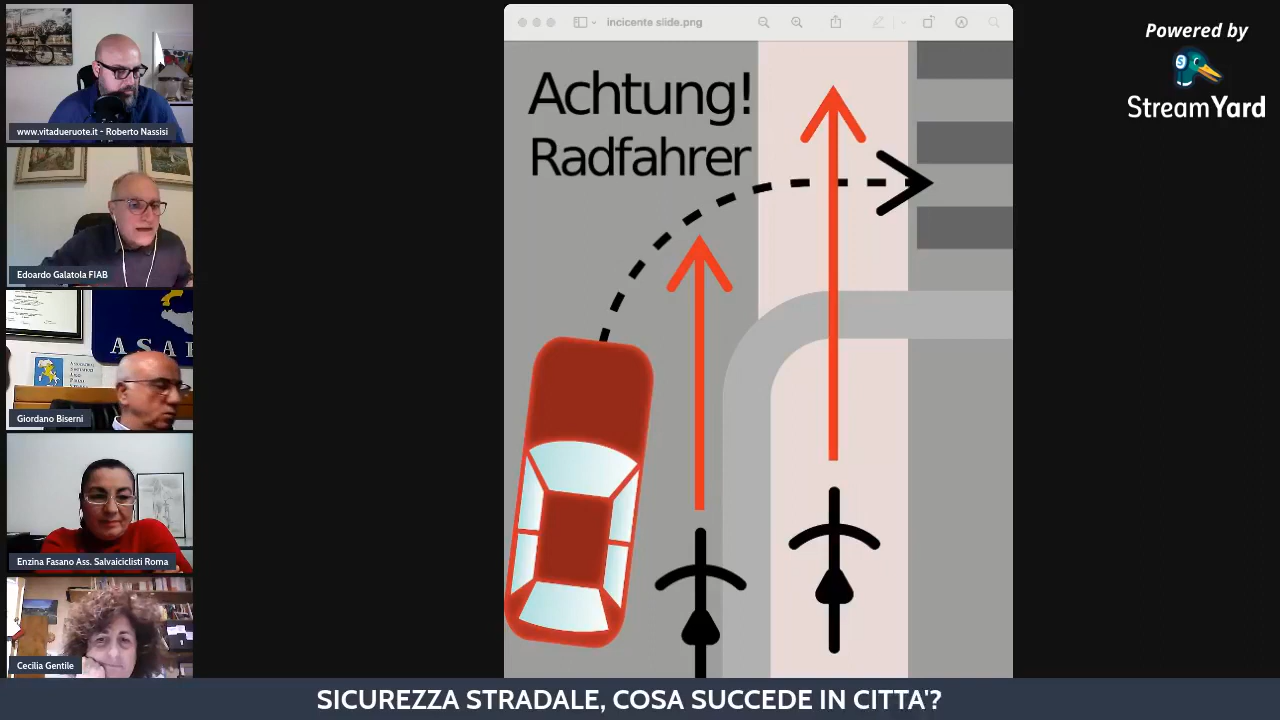 incicente slide.png
Achtung!
Radfahrer
Powered by
StreamYard
www.vitadueruote.it - Roberto Nassisi
Edoardo Galatola FIAB
ASA
Giordano Biserni
Enzina Fasano Ass. Salvaiciclisti Roma
Cecilia Gentile
SICUREZZA STRADALE, COSA SUCCEDE IN CITTA'?